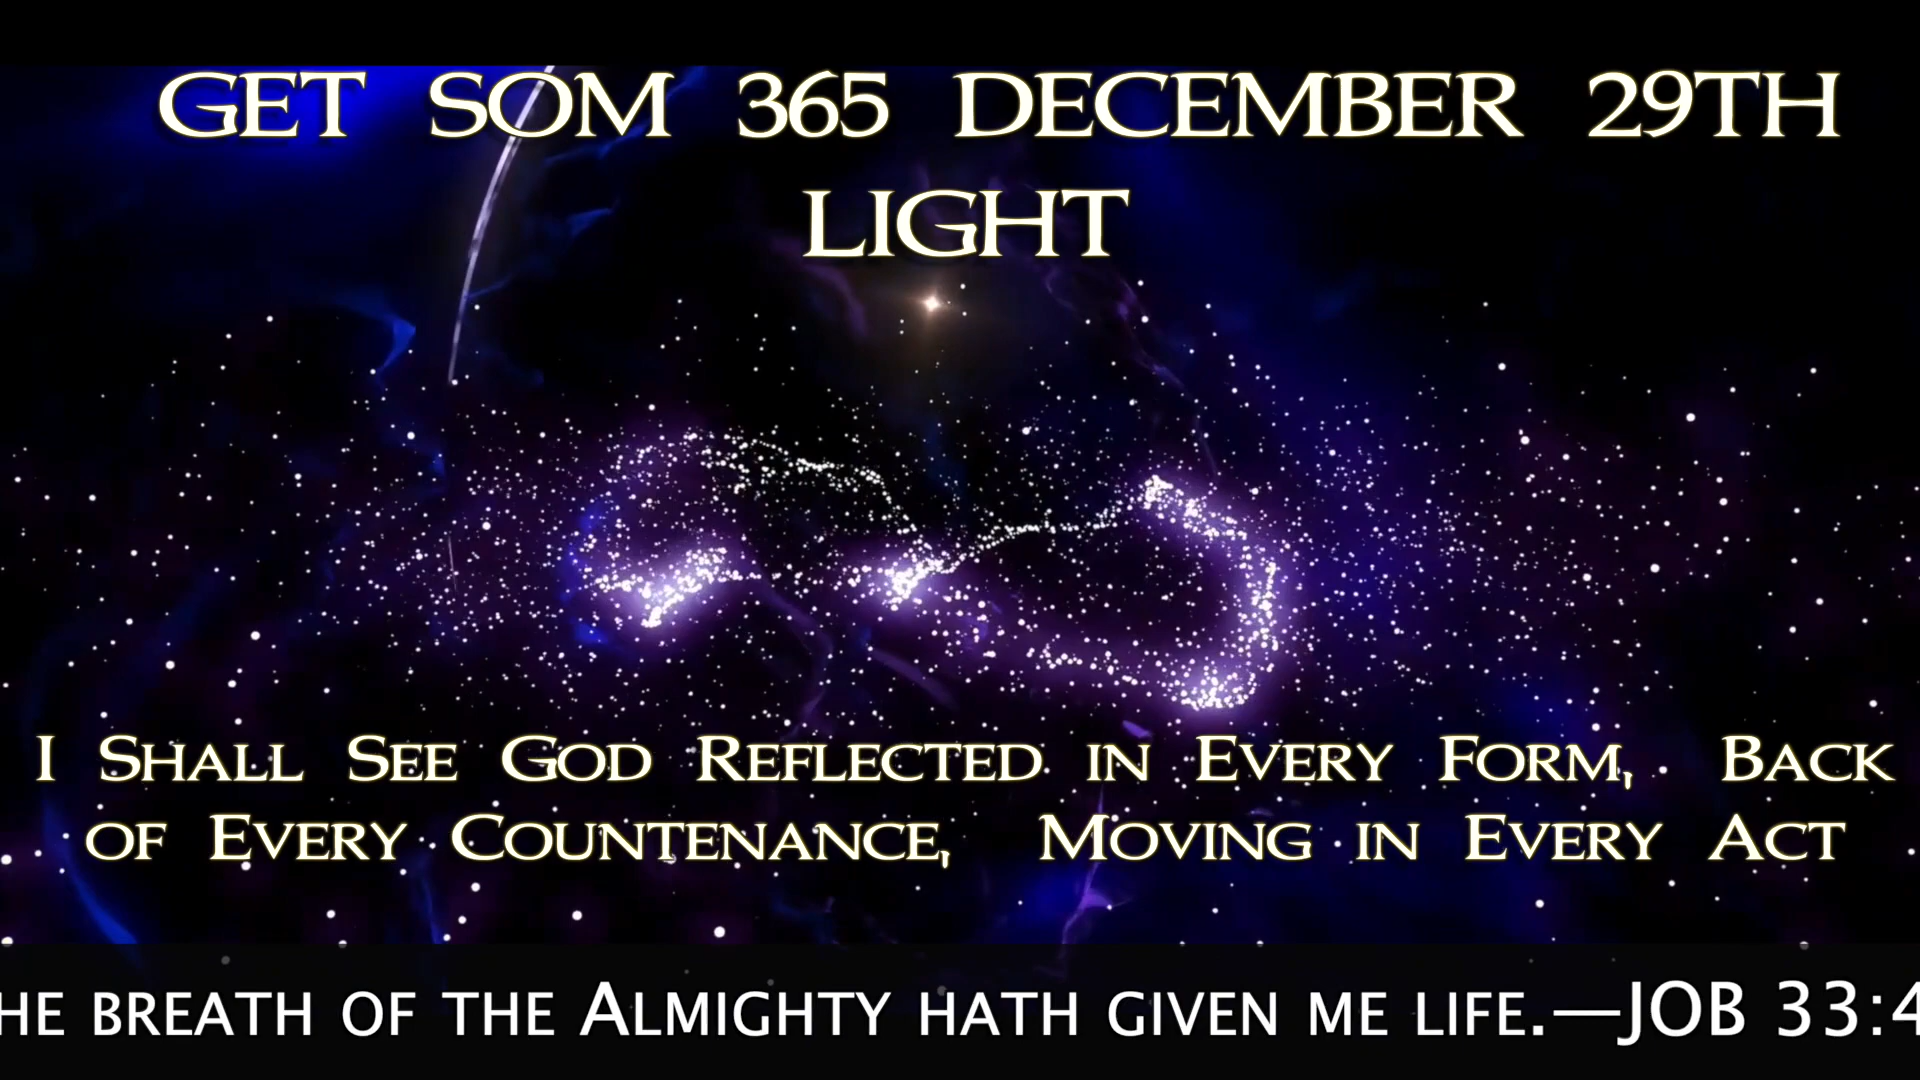 GET SOM 365 DECEMBER 29TH
LIGHT
I SHALL SEE GOD REFLECTED IN EVERY FORM, BACK
OF EVERY COUNTENANCE, MOVING IN EVERY ACT
HE BREATH OF THE ALMIGHTY HATH GIVEN ME LIFE.—JOB 33:4